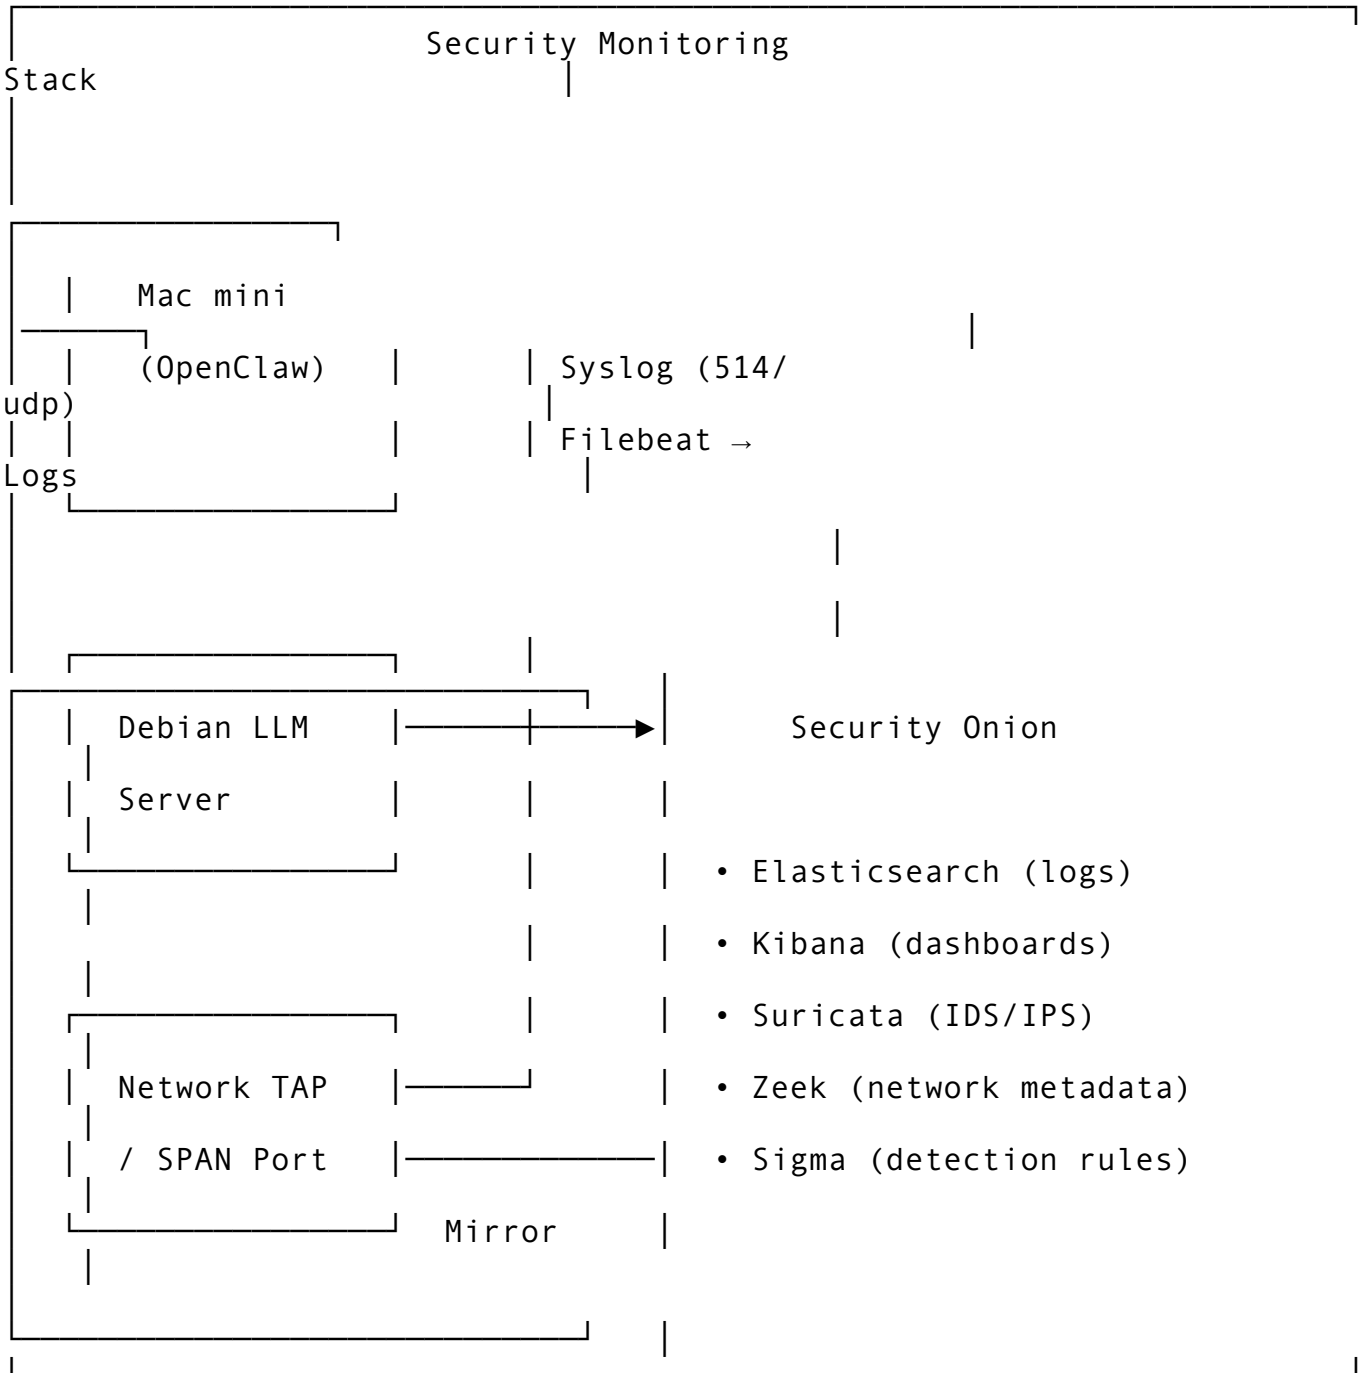 Security Monitoring
Stack
Mac mini
(OpenClaw) Syslog (514/
udp)
Filebeat →
Logs
Debian LLM Security Onion
Server
• Elasticsearch (logs)
• Kibana (dashboards)
• Suricata (IDS/IPS)
Network TAP • Zeek (network metadata)
/ SPAN Port • Sigma (detection rules)
Mirror